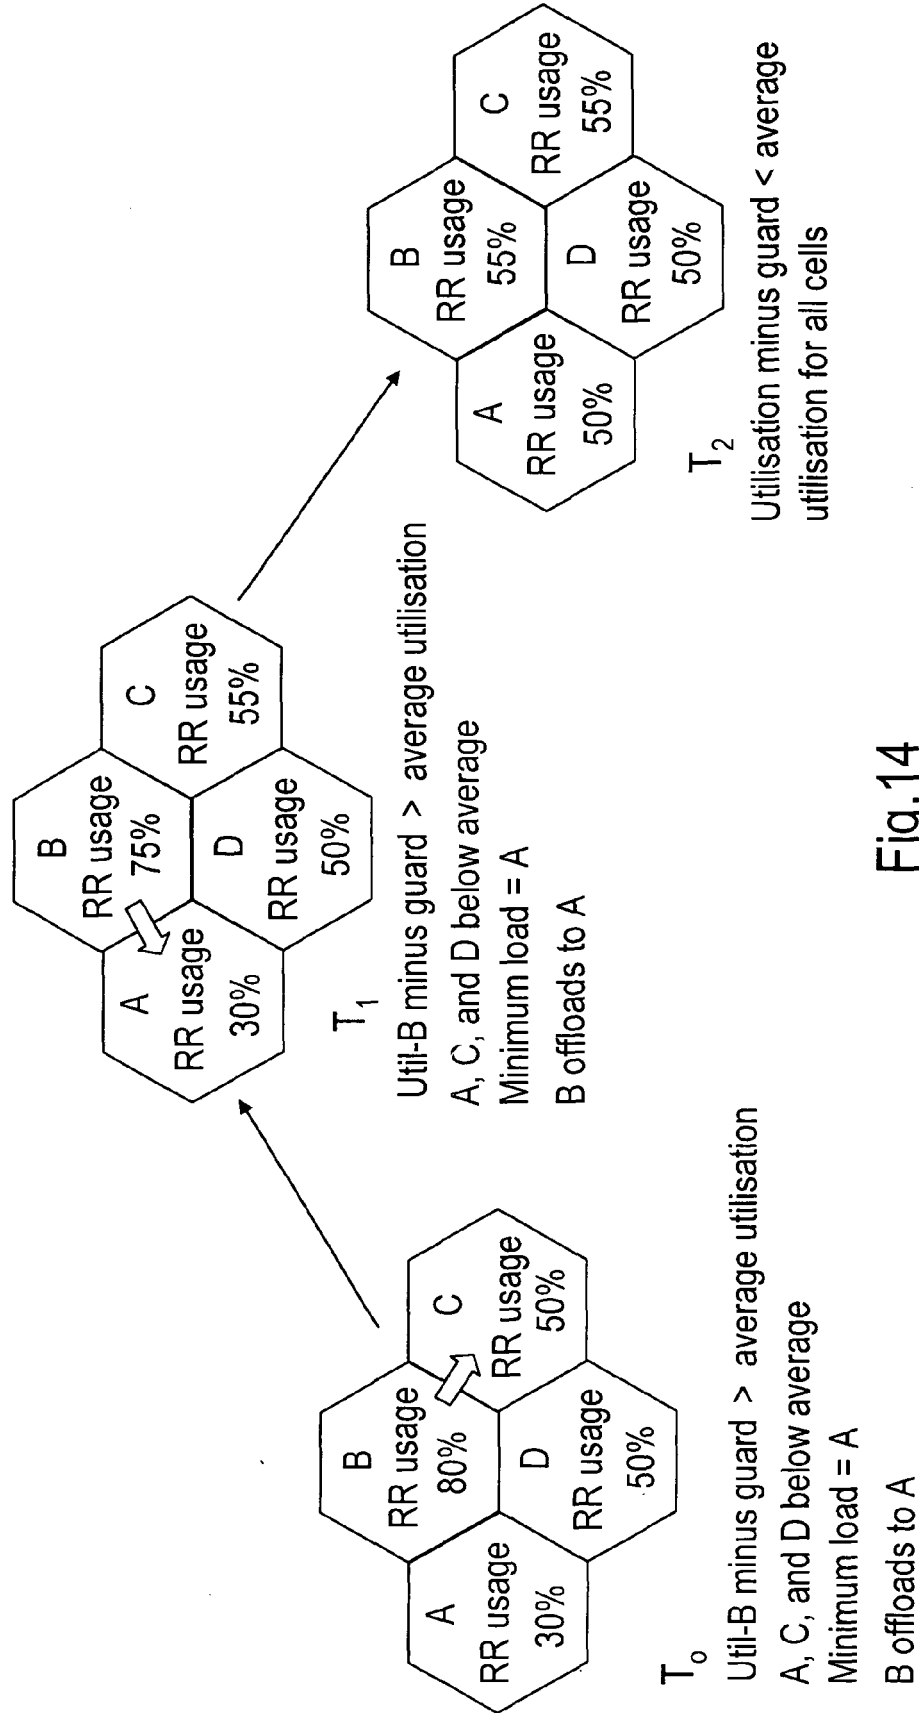 A
RR usage
30%
B
RR usage
80%
C
RR usage
50%
D
RR usage
50%
T₀
Util-B minus guard > average utilisation
A, C, and D below average
Minimum load = A
B offloads to A
A
RR usage
30%
B
RR usage
75%
C
RR usage
55%
D
RR usage
50%
T₁
Util-B minus guard > average utilisation
A, C, and D below average
Minimum load = A
B offloads to A
A
RR usage
50%
B
RR usage
55%
C
RR usage
55%
D
RR usage
50%
T₂
Utilisation minus guard < average
utilisation for all cells
Fig.14